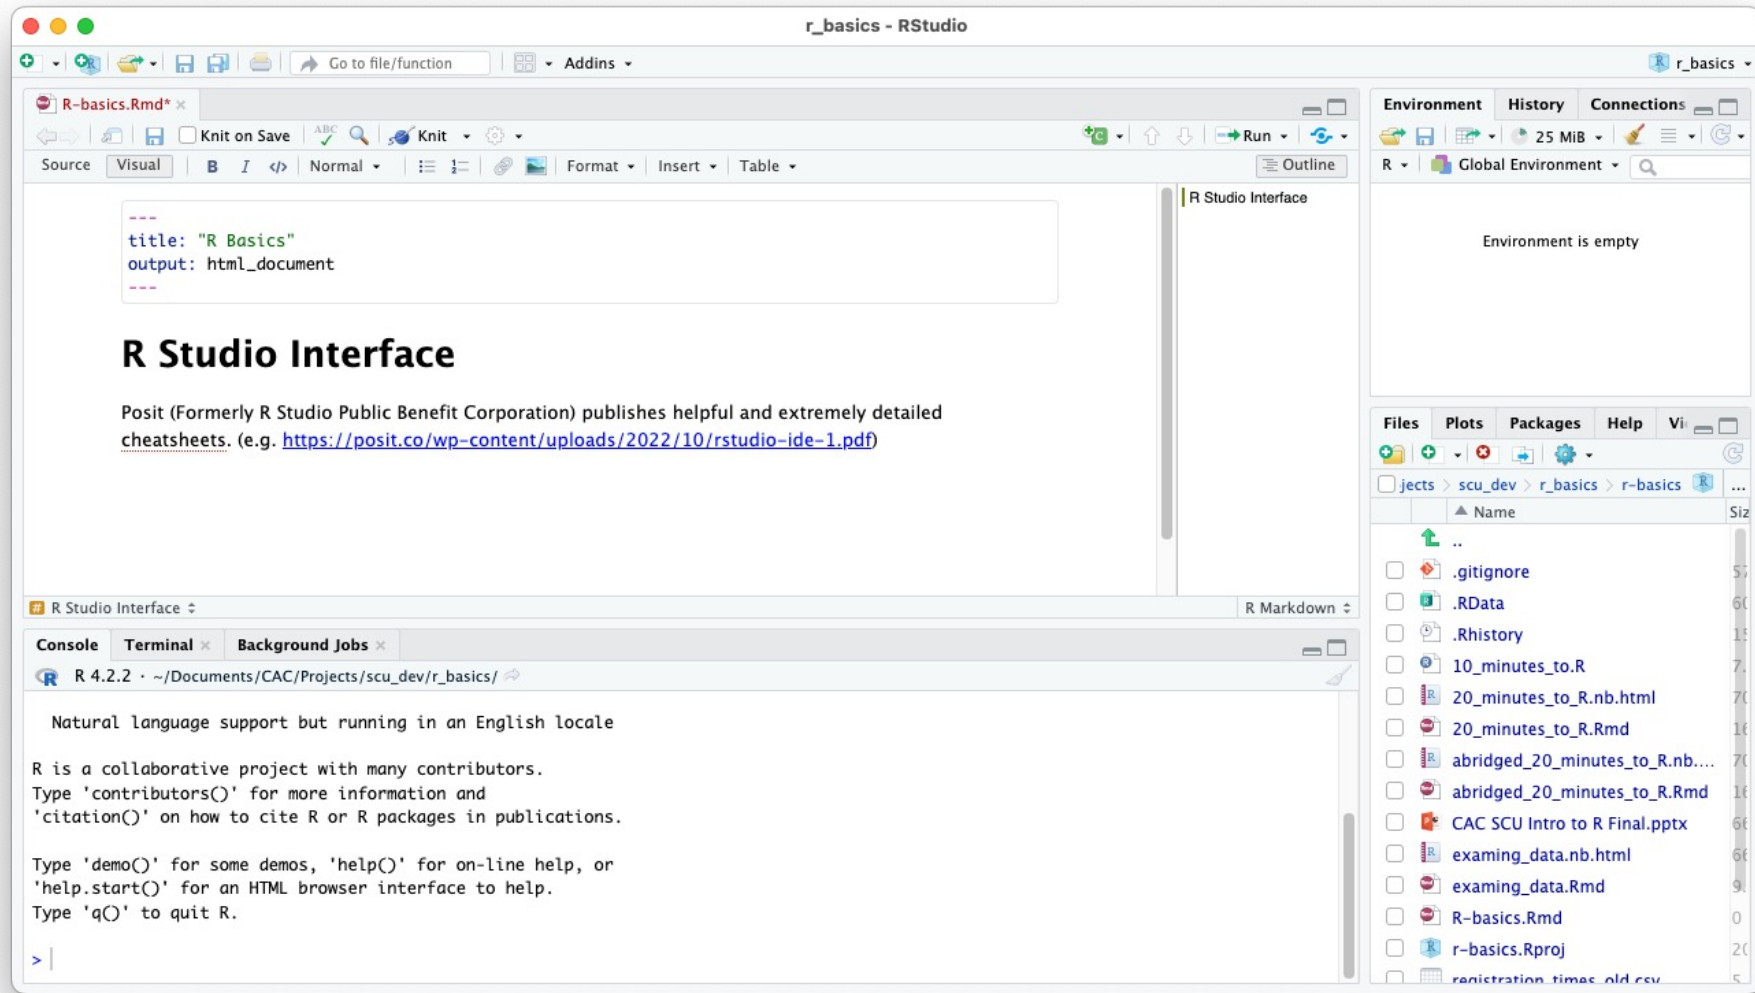 r_basics - RStudio
Go to file/function
Addins
r_basics
R-basics.Rmd*
Knit on Save
ABC
Knit
Run
Source
Visual
B
I
</>
Normal
Format
Insert
Table
Outline
---
title: "R Basics"
output: html_document
---
R Studio Interface
Posit (Formerly R Studio Public Benefit Corporation) publishes helpful and extremely detailed
cheatsheets. (e.g. https://posit.co/wp-content/uploads/2022/10/rstudio-ide-1.pdf)
R Studio Interface
# R Studio Interface
R Markdown
Console
Terminal
Background Jobs
R 4.2.2 · ~/Documents/CAC/Projects/scu_dev/r_basics/
Natural language support but running in an English locale
R is a collaborative project with many contributors.
Type 'contributors()' for more information and
'citation()' on how to cite R or R packages in publications.
Type 'demo()' for some demos, 'help()' for on-line help, or
'help.start()' for an HTML browser interface to help.
Type 'q()' to quit R.
>
Environment
History
Connections
25 MiB
R
Global Environment
Environment is empty
Files
Plots
Packages
Help
jects > scu_dev > r_basics > r-basics
...
Name
..
.gitignore
.RData
.Rhistory
10_minutes_to.R
20_minutes_to_R.nb.html
20_minutes_to_R.Rmd
abridged_20_minutes_to_R.nb....
abridged_20_minutes_to_R.Rmd
CAC SCU Intro to R Final.pptx
examing_data.nb.html
examing_data.Rmd
R-basics.Rmd
r-basics.Rproj
registration_times_old.csv